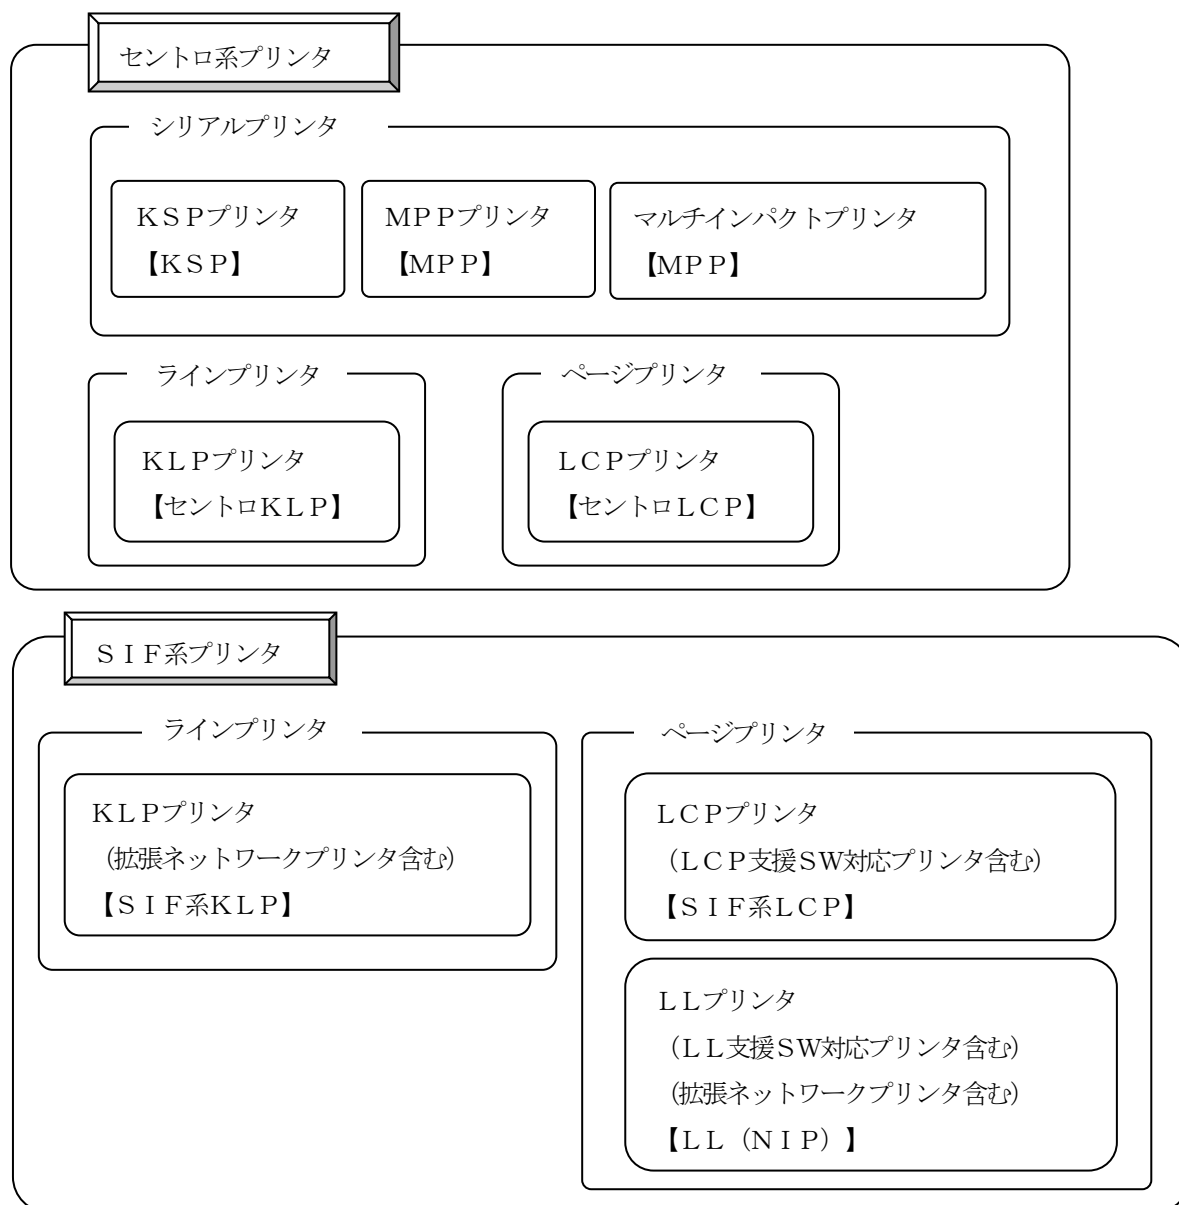 セントロ系プリンタ
シリアルプリンタ
ＫＳＰプリンタ
【ＫＳＰ】
ＭＰＰプリンタ
【ＭＰＰ】
マルチインパクトプリンタ
【ＭＰＰ】
ラインプリンタ
ＫＬＰプリンタ
【セントロＫＬＰ】
ページプリンタ
ＬＣＰプリンタ
【セントロＬＣＰ】
ＳＩＦ系プリンタ
ラインプリンタ
ＫＬＰプリンタ
（拡張ネットワークプリンタ含む）
【ＳＩＦ系ＫＬＰ】
ページプリンタ
ＬＣＰプリンタ
（ＬＣＰ支援ＳＷ対応プリンタ含む）
【ＳＩＦ系ＬＣＰ】
ＬＬプリンタ
（ＬＬ支援ＳＷ対応プリンタ含む）
（拡張ネットワークプリンタ含む）
【ＬＬ（ＮＩＰ）】